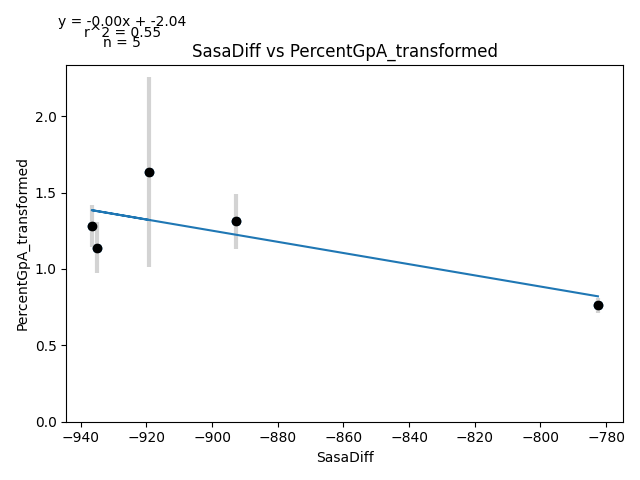 y = -0.00x + -2.04
r^2 = 0.55
n = 5
SasaDiff vs PercentGpA_transformed
PercentGpA_transformed
2.0
1.5
1.0
0.5
0.0
−940 −920 −900 −880 −860 −840 −820 −800 −780
SasaDiff